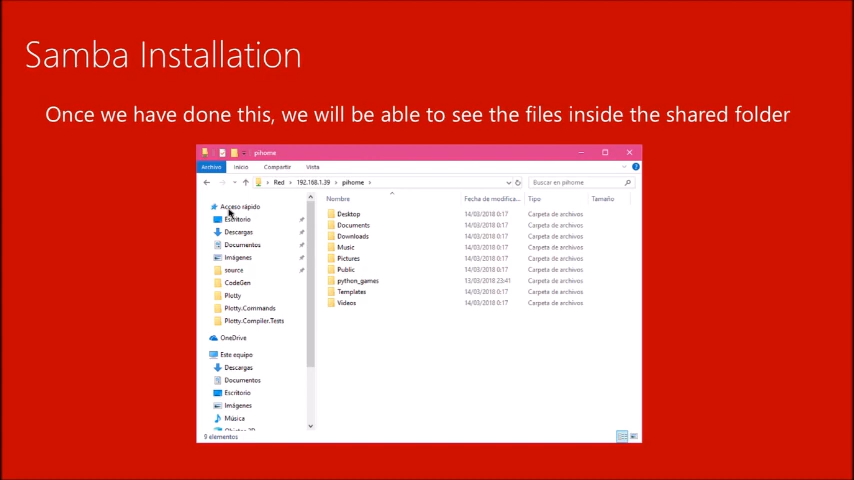 Samba Installation
Once we have done this, we will be able to see the files inside the shared folder
pihome
Archivo Inicio Compartir Vista
Red 192.168.1.39 pihome
Buscar en pihome
Nombre Fecha de modifica... Tipo Tamaño
Acceso rápido
Escritorio
Descargas
Documentos
Imágenes
source
CodeGen
Plotty
Plotty.Commands
Plotty.Compiler.Tests
OneDrive
Este equipo
Descargas
Documentos
Escritorio
Imágenes
Música
Desktop 14/03/2018 0:17 Carpeta de archivos
Documents 14/03/2018 0:17 Carpeta de archivos
Downloads 14/03/2018 0:17 Carpeta de archivos
Music 14/03/2018 0:17 Carpeta de archivos
Pictures 14/03/2018 0:17 Carpeta de archivos
Public 14/03/2018 0:17 Carpeta de archivos
python_games 13/03/2018 23:41 Carpeta de archivos
Templates 14/03/2018 0:17 Carpeta de archivos
Videos 14/03/2018 0:17 Carpeta de archivos
9 elementos